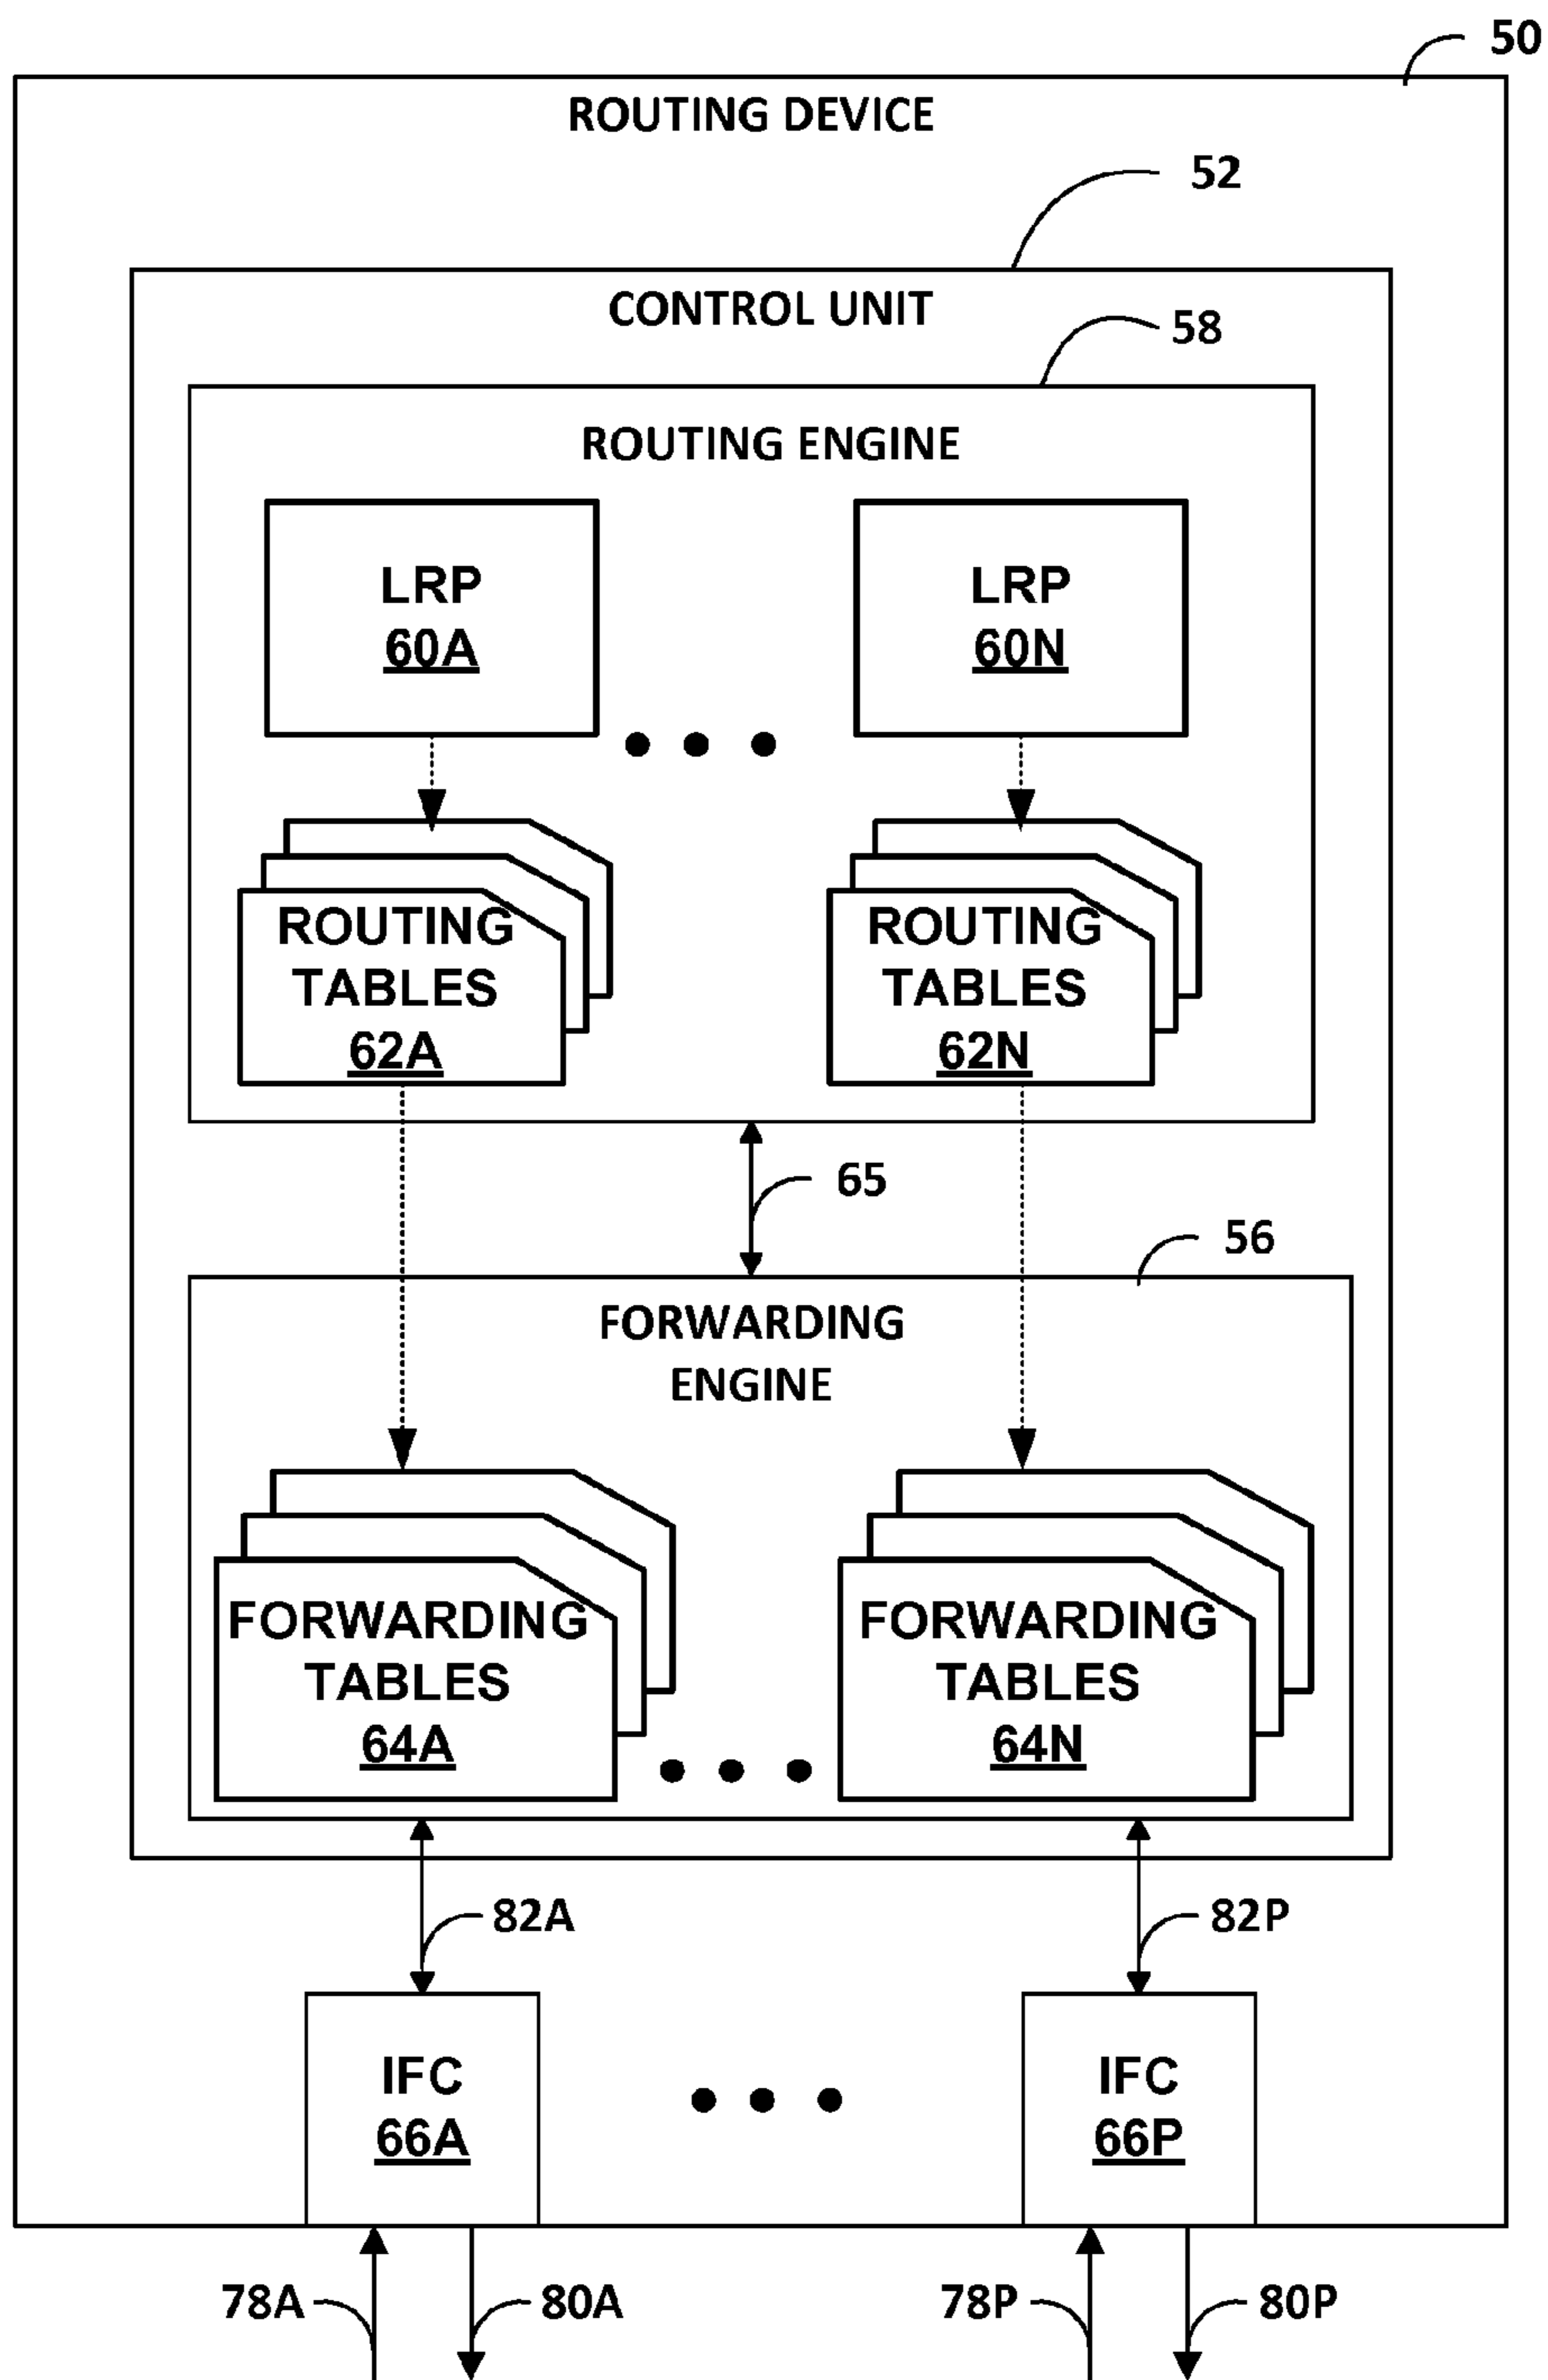 50
ROUTING DEVICE
52
CONTROL UNIT
58
ROUTING ENGINE
LRP
60A
LRP
60N
ROUTING
TABLES
62A
ROUTING
TABLES
62N
65
56
FORWARDING
ENGINE
FORWARDING
TABLES
64A
FORWARDING
TABLES
64N
82A
82P
IFC
66A
IFC
66P
78A
80A
78P
80P